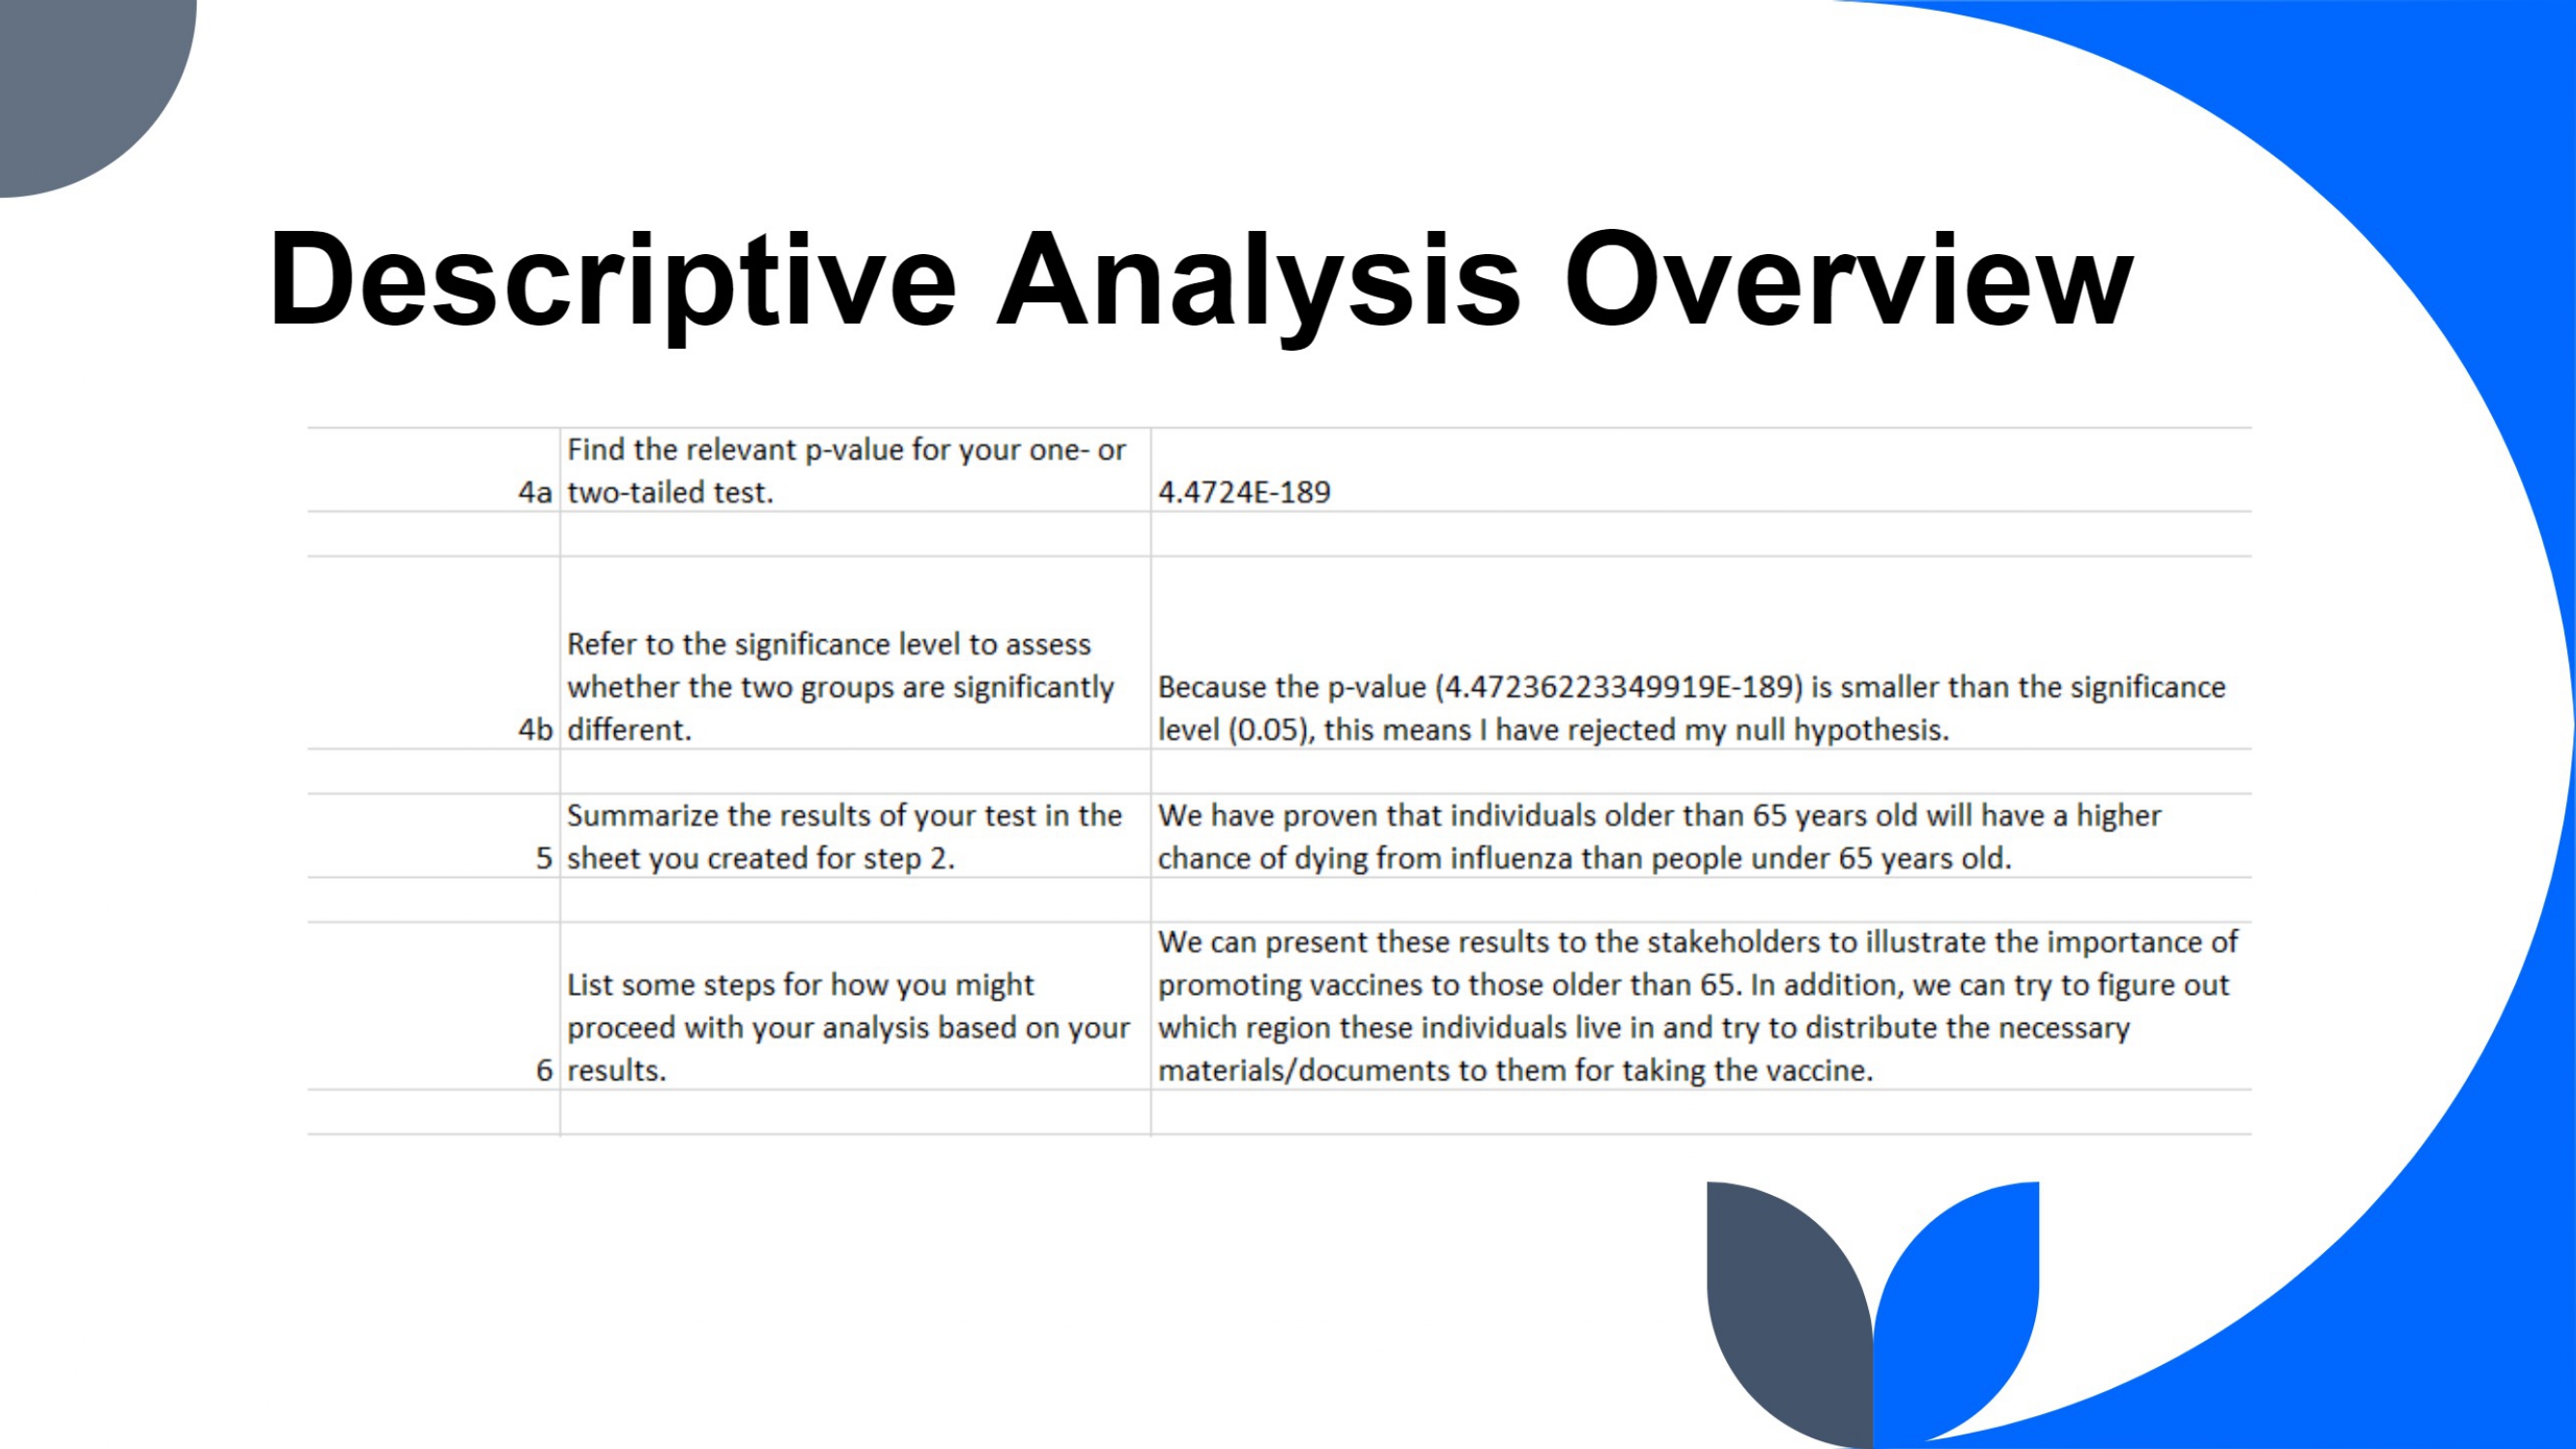 Descriptive Analysis Overview
Find the relevant p-value for your one- or
4a two-tailed test.
4.4724E-189
Refer to the significance level to assess
whether the two groups are significantly
4b different.
Because the p-value (4.47236223349919E-189) is smaller than the significance
level (0.05), this means I have rejected my null hypothesis.
Summarize the results of your test in the
5 sheet you created for step 2.
We have proven that individuals older than 65 years old will have a higher
chance of dying from influenza than people under 65 years old.
List some steps for how you might
proceed with your analysis based on your
6 results.
We can present these results to the stakeholders to illustrate the importance of
promoting vaccines to those older than 65. In addition, we can try to figure out
which region these individuals live in and try to distribute the necessary
materials/documents to them for taking the vaccine.